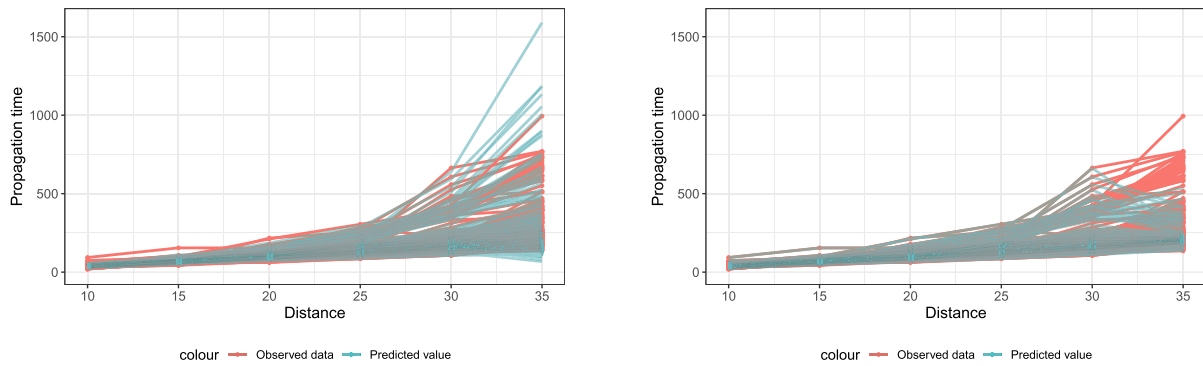 1500
1000
500
0
Propagation time
10 15 20 25 30 35
Distance
colour Observed data Predicted value
1500
1000
500
0
Propagation time
10 15 20 25 30 35
Distance
colour Observed data Predicted value